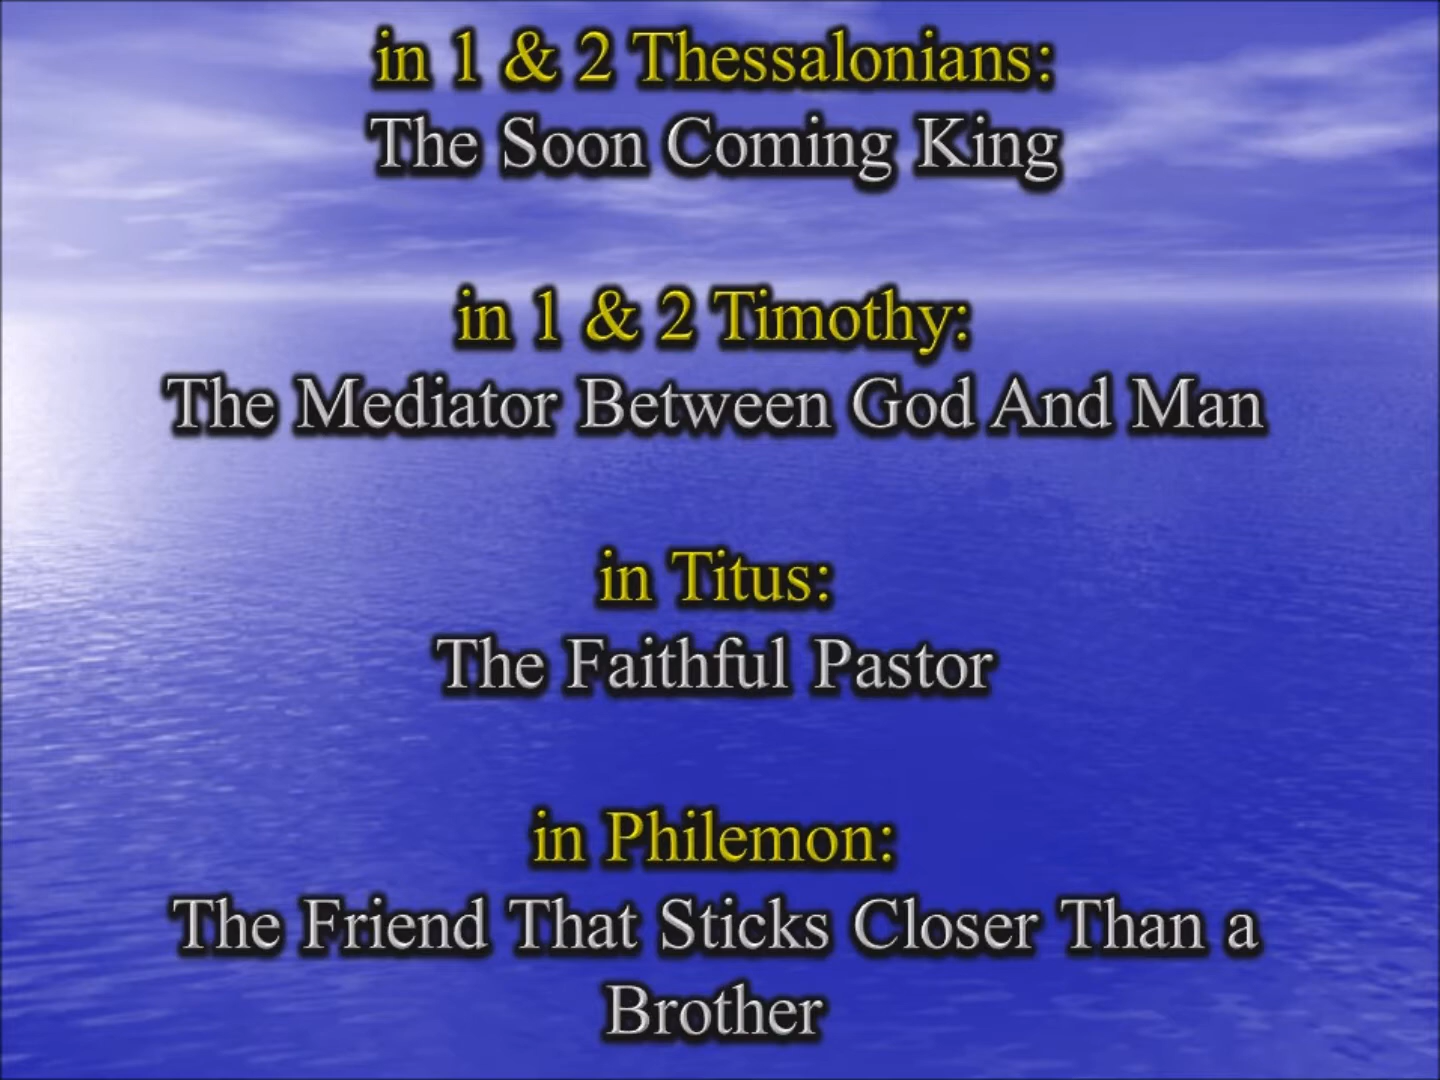 in 1 & 2 Thessalonians:
The Soon Coming King
in 1 & 2 Timothy:
The Mediator Between God And Man
in Titus:
The Faithful Pastor
in Philemon:
The Friend That Sticks Closer Than a
Brother